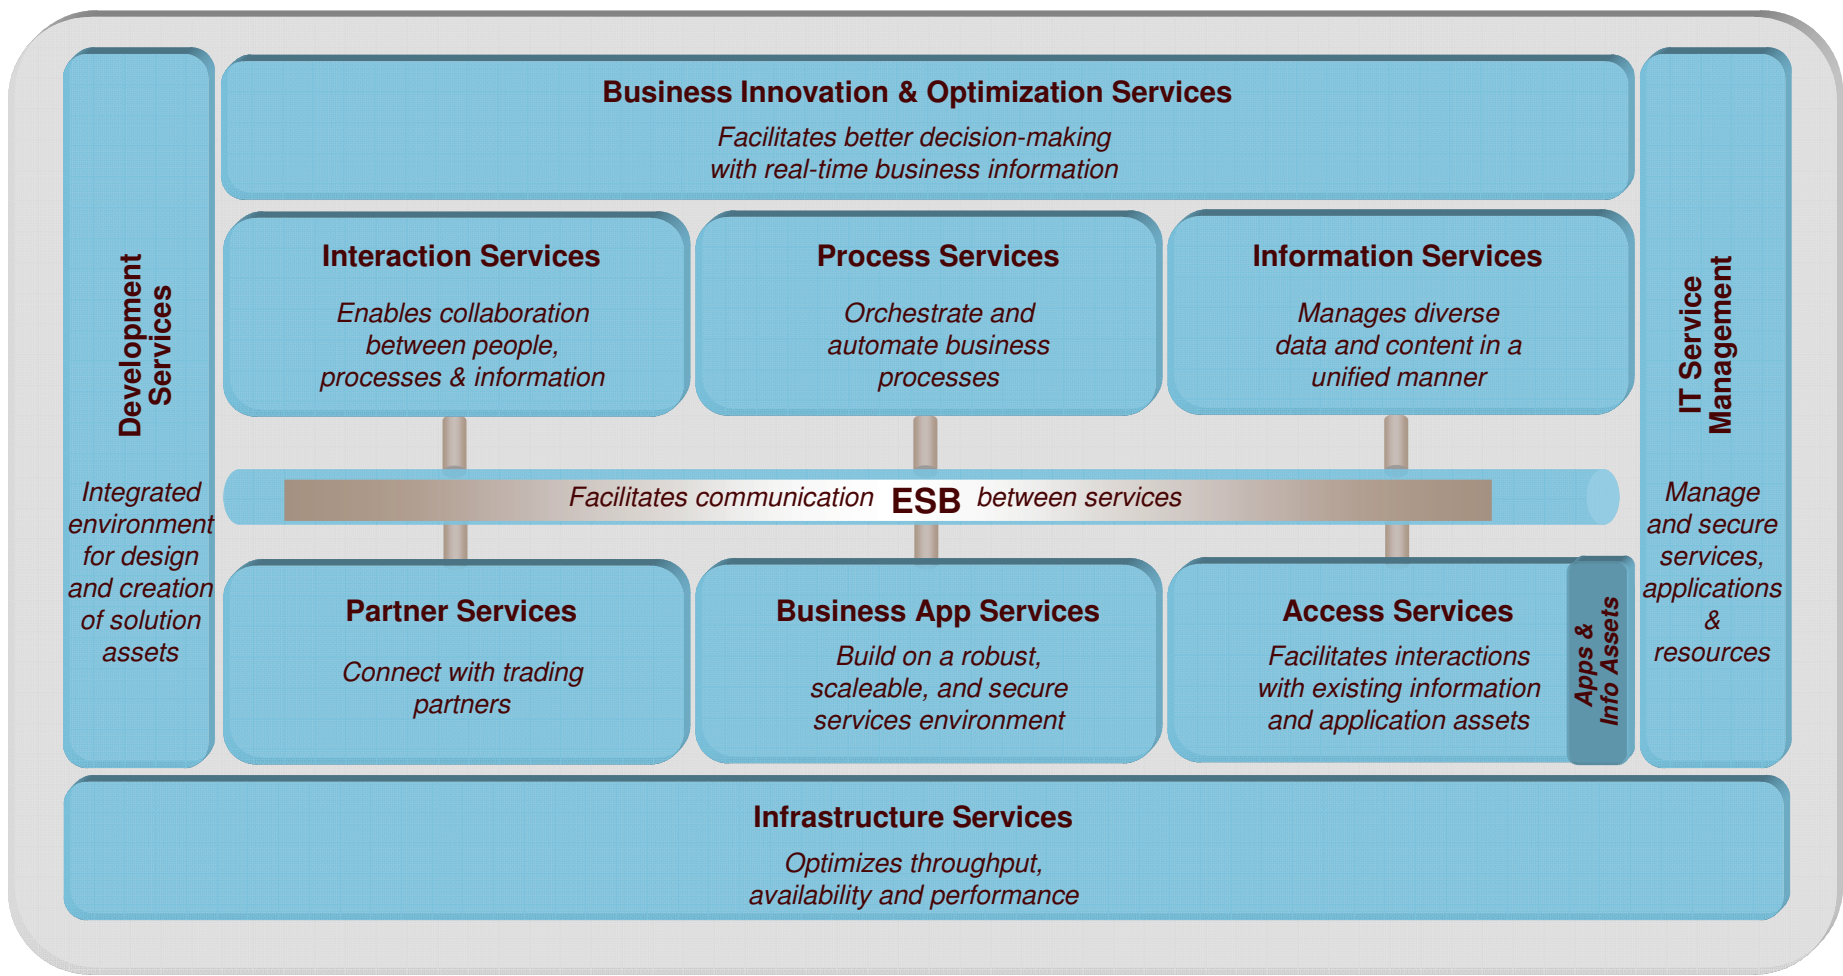 Business Innovation & Optimization Services
Facilitates better decision-making
with real-time business information
Development
Services
Integrated
environment
for design
and creation
of solution
assets
Interaction Services
Enables collaboration
between people,
processes & information
Process Services
Orchestrate and
automate business
processes
Information Services
Manages diverse
data and content in a
unified manner
IT Service
Management
Manage
and secure
services,
applications
&
resources
Facilitates communication ESB between services
Partner Services
Connect with trading
partners
Business App Services
Build on a robust,
scaleable, and secure
services environment
Access Services
Facilitates interactions
with existing information
and application assets
Apps &
Info Assets
Infrastructure Services
Optimizes throughput,
availability and performance